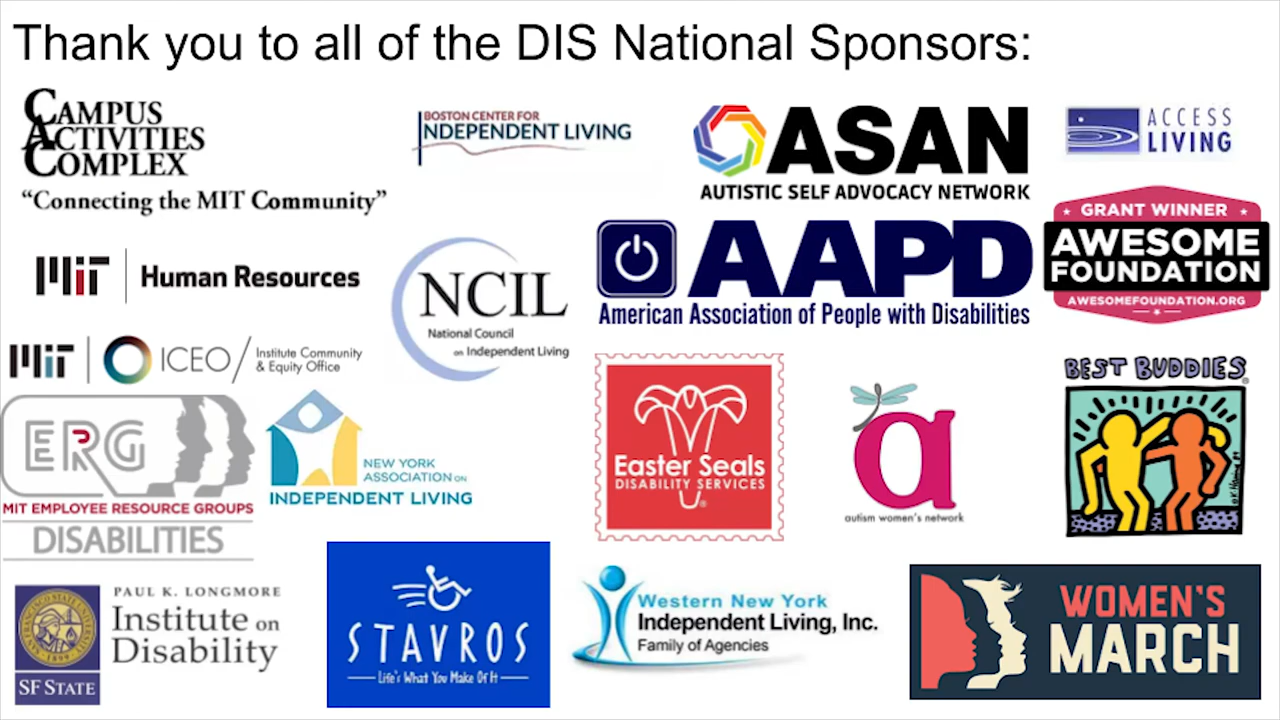 Thank you to all of the DIS National Sponsors:
CAMPUS
ACTIVITIES
COMPLEX
“Connecting the MIT Community”
BOSTON CENTER FOR
INDEPENDENT LIVING
ASAN
AUTISTIC SELF ADVOCACY NETWORK
ACCESS
LIVING
MIT Human Resources
NCIL
National Council
on Independent Living
AAPD
American Association of People with Disabilities
GRANT WINNER
AWESOME
FOUNDATION
AWESOMEFOUNDATION.ORG
MIT ICEO/ Institute Community
& Equity Office
ERG
MIT EMPLOYEE RESOURCE GROUPS
DISABILITIES
NEW YORK
ASSOCIATION ON
INDEPENDENT LIVING
Easter Seals
DISABILITY SERVICES
®
a
autism women's network
BEST BUDDIES®
SF STATE
PAUL K. LONGMORE
Institute on
Disability
STAVROS
Life's What You Make Of It
Western New York
Independent Living, Inc.
Family of Agencies
WOMEN'S
MARCH